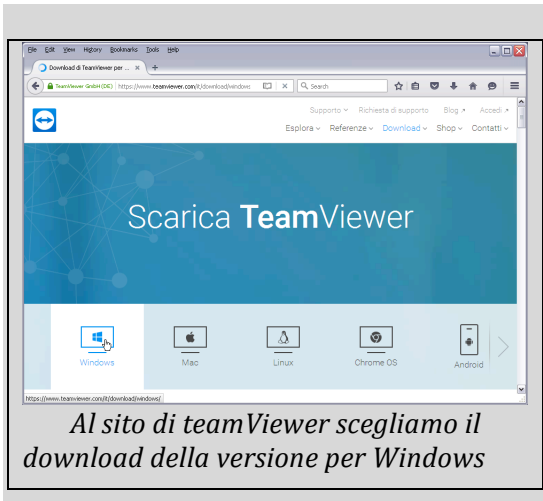 File Edit View History Bookmarks Tools Help
Download di TeamViewer per ... × +
TeamViewer GmbH (DE) https://www.teamviewer.com/it/download/windows Search
Supporto Richiesta di supporto Blog Accedi
Esplora Referenze Download Shop Contatti
Scarica TeamViewer
Windows Mac Linux Chrome OS Android
https://www.teamviewer.com/it/download/windows/
Al sito di teamViewer scegliamo il
download della versione per Windows